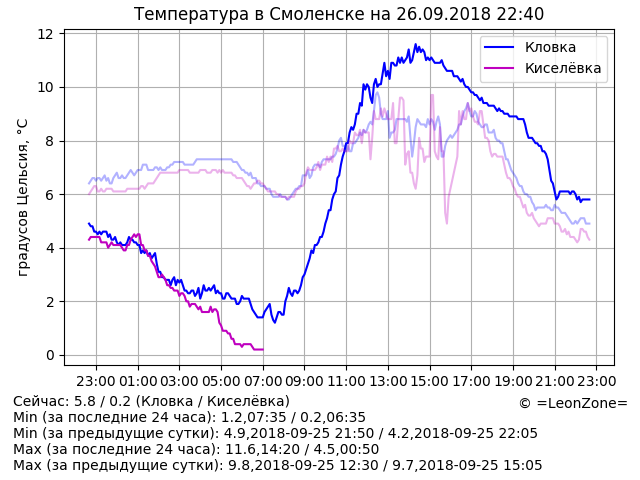 Температура в Смоленске на 26.09.2018 22:40
градусов Цельсия, °C
12
10
8
6
4
2
0
Кловка
Киселёвка
23:00 01:00 03:00 05:00 07:00 09:00 11:00 13:00 15:00 17:00 19:00 21:00 23:00
Сейчас: 5.8 / 0.2 (Кловка / Киселёвка)
© =LeonZone=
Min (за последние 24 часа): 1.2,07:35 / 0.2,06:35
Min (за предыдущие сутки): 4.9,2018-09-25 21:50 / 4.2,2018-09-25 22:05
Max (за последние 24 часа): 11.6,14:20 / 4.5,00:50
Max (за предыдущие сутки): 9.8,2018-09-25 12:30 / 9.7,2018-09-25 15:05